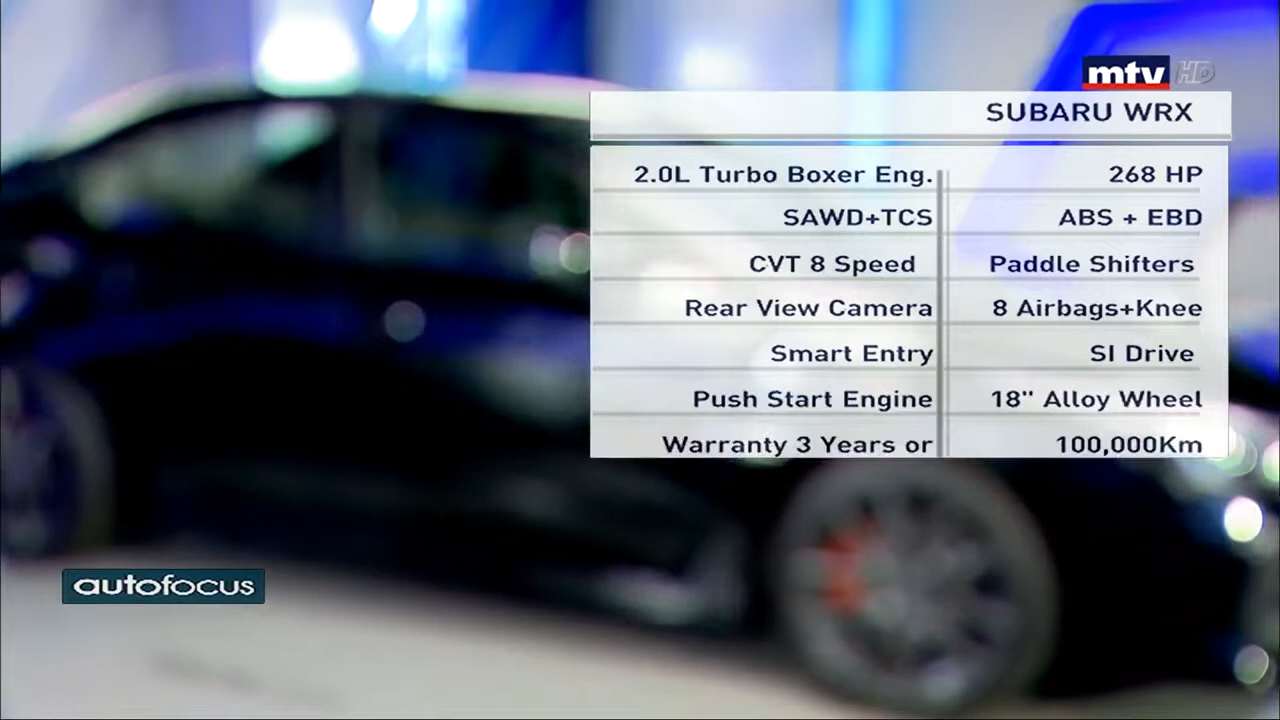 mtv HD
SUBARU WRX
2.0L Turbo Boxer Eng. 268 HP
SAWD+TCS ABS + EBD
CVT 8 Speed Paddle Shifters
Rear View Camera 8 Airbags+Knee
Smart Entry SI Drive
Push Start Engine 18" Alloy Wheel
Warranty 3 Years or 100,000Km
autofocus